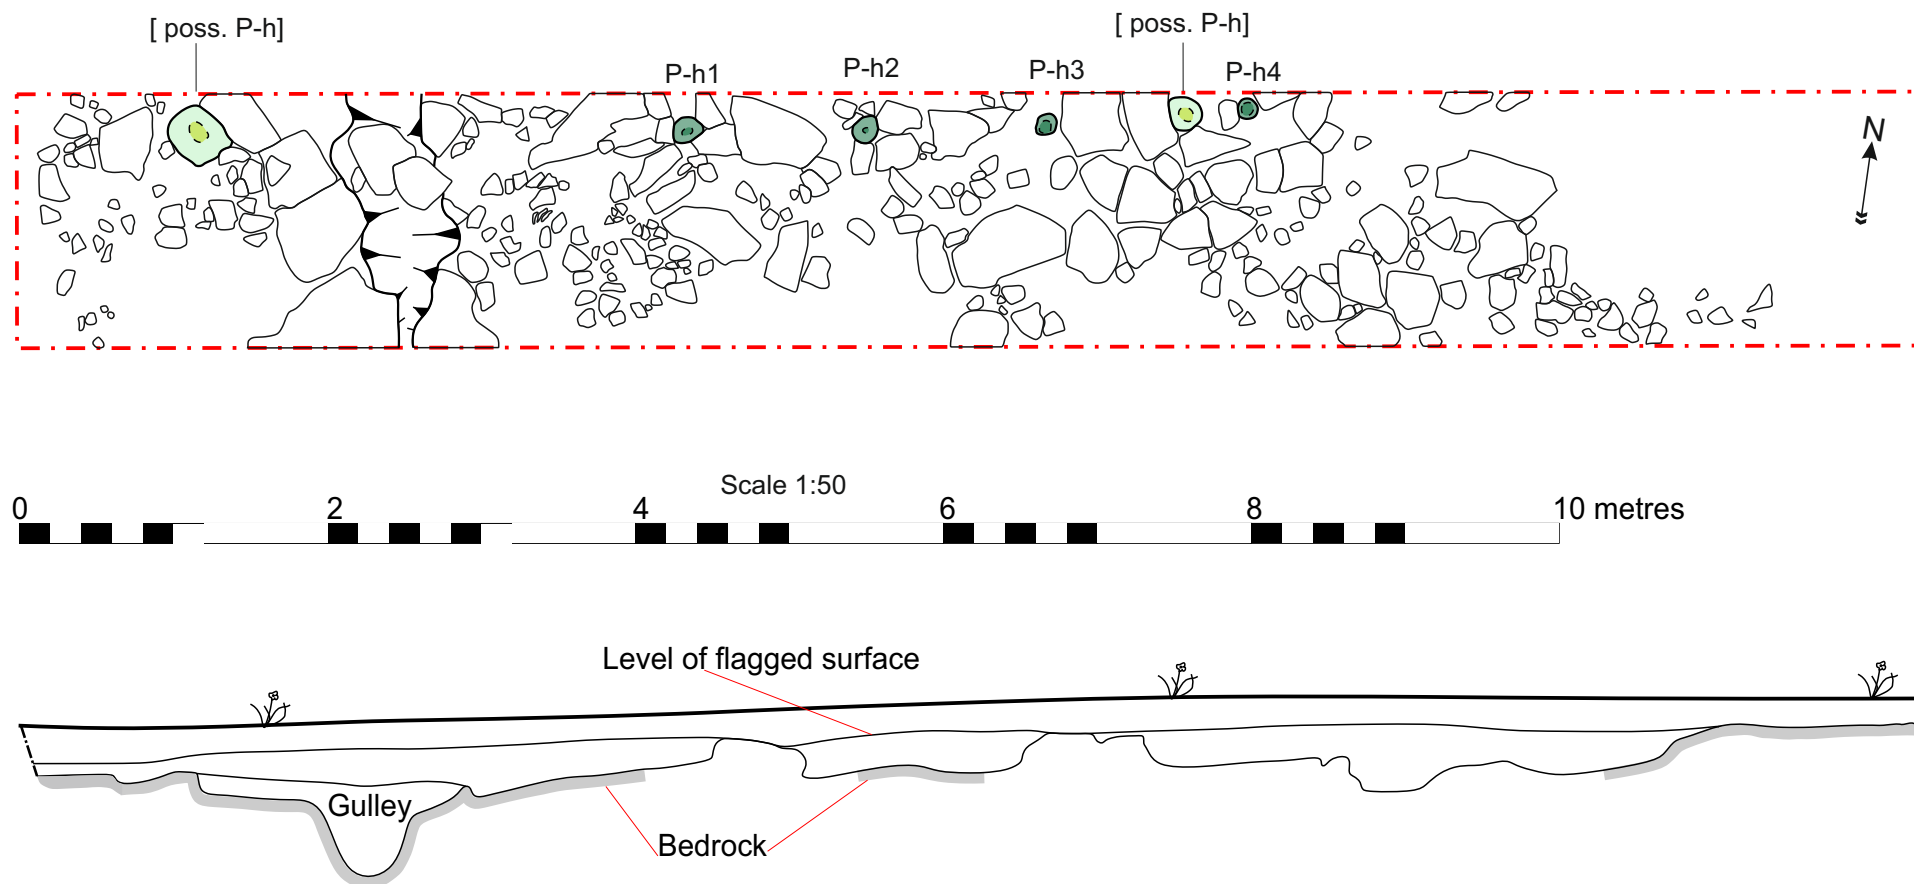 [ poss. P-h]
[ poss. P-h]
P-h1
P-h2
P-h3
P-h4
N
Scale 1:50
0 2 4 6 8 10 metres
Level of flagged surface
Gulley
Bedrock